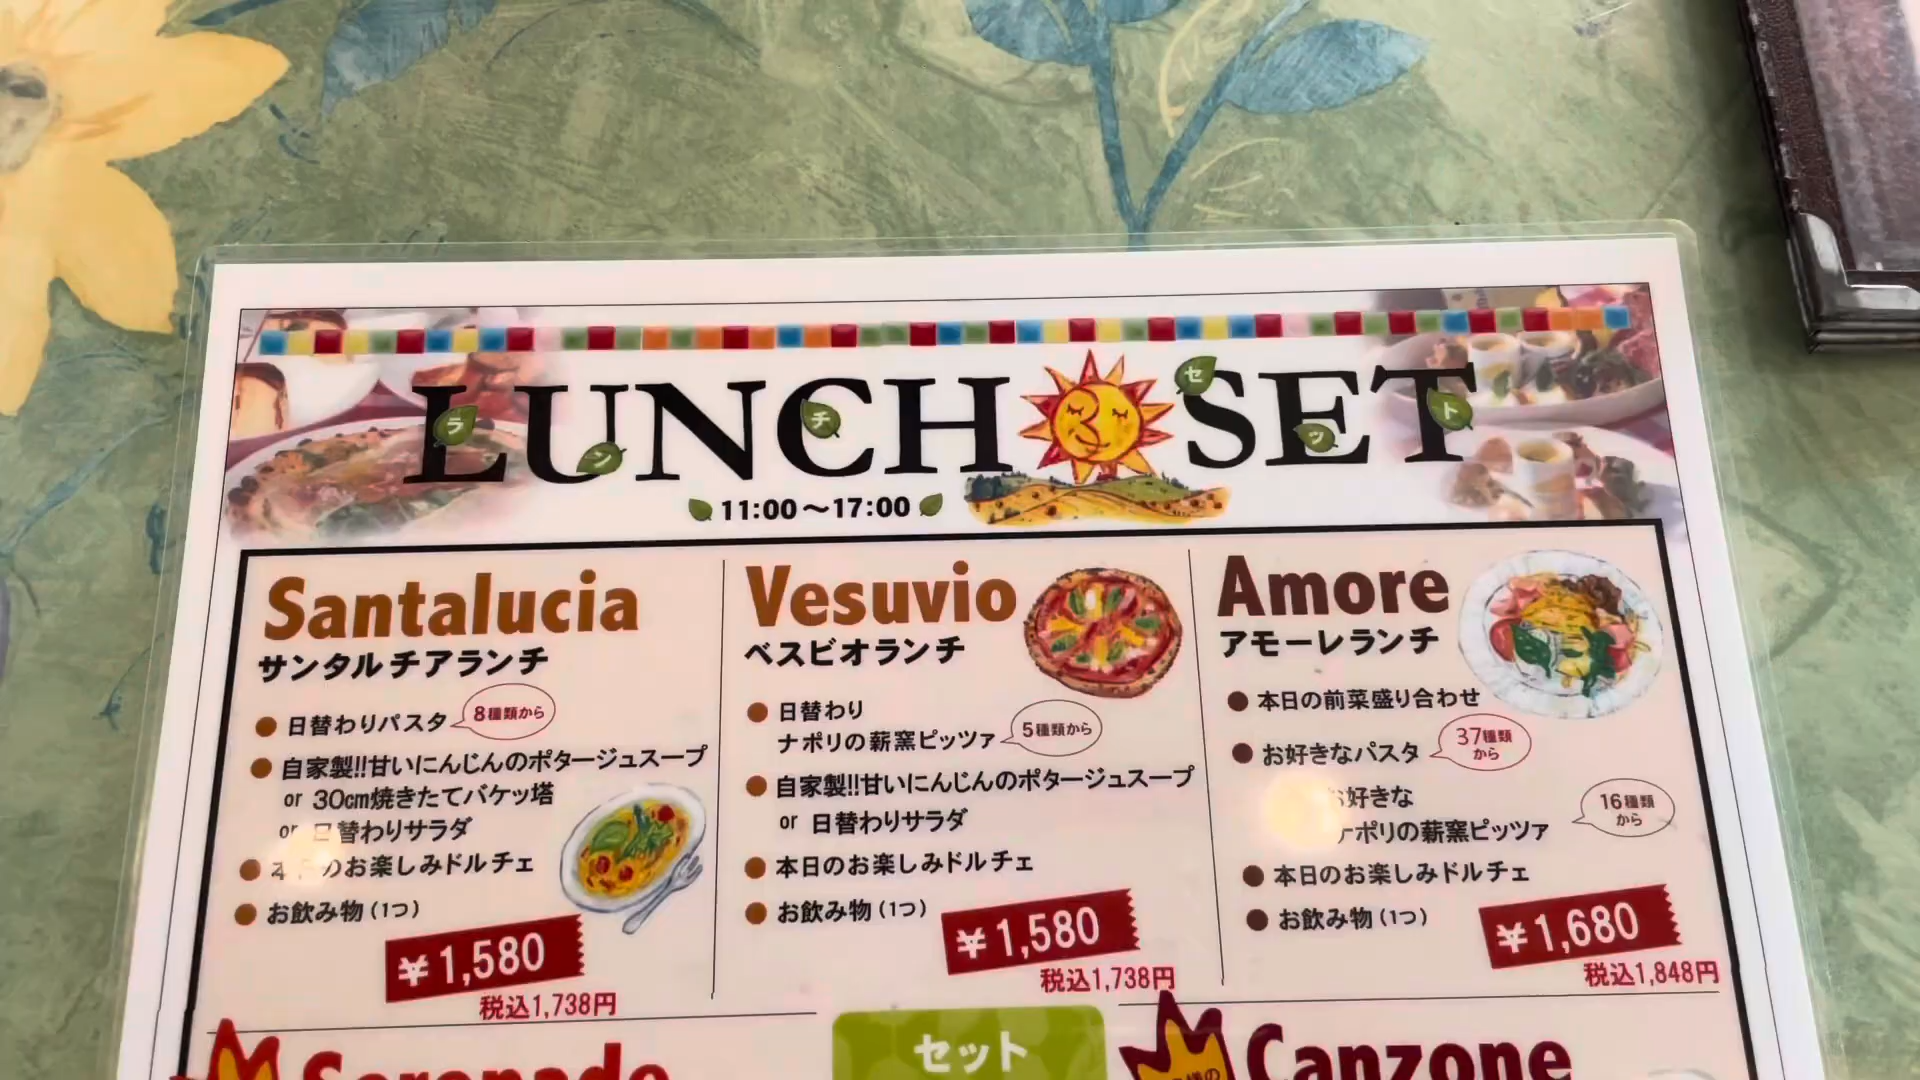 LUNCH SET
ランチ セット
11:00～17:00
Santalucia
サンタルチアランチ
日替わりパスタ 8種類から
自家製!!甘いにんじんのポタージュスープ
or 30cm焼きたてバケッ塔
or 日替わりサラダ
本日のお楽しみドルチェ
お飲み物(1つ)
¥1,580
税込1,738円
Vesuvio
ベスビオランチ
日替わり
ナポリの薪窯ピッツァ 5種類から
自家製!!甘いにんじんのポタージュスープ
or 日替わりサラダ
本日のお楽しみドルチェ
お飲み物(1つ)
¥1,580
税込1,738円
Amore
アモーレランチ
本日の前菜盛り合わせ
お好きなパスタ 37種類から
お好きな
ナポリの薪窯ピッツァ 16種類から
本日のお楽しみドルチェ
お飲み物(1つ)
¥1,680
税込1,848円
Serenade
セット
Canzone